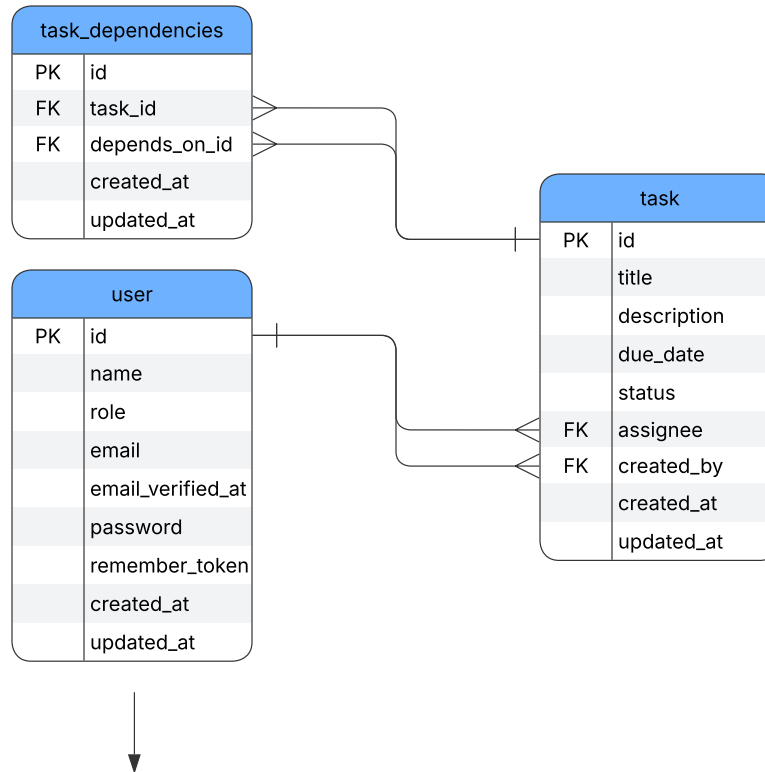 task_dependencies
PK id
FK task_id
FK depends_on_id
created_at
updated_at
user
PK id
name
role
email
email_verified_at
password
remember_token
created_at
updated_at
task
PK id
title
description
due_date
status
FK assignee
FK created_by
created_at
updated_at